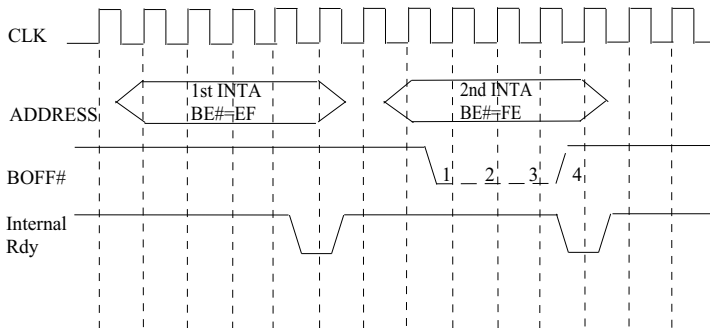 CLK
1st INTA
BE#=EF
2nd INTA
BE#=FE
ADDRESS
BOFF#
1 2 3 4
Internal
Rdy